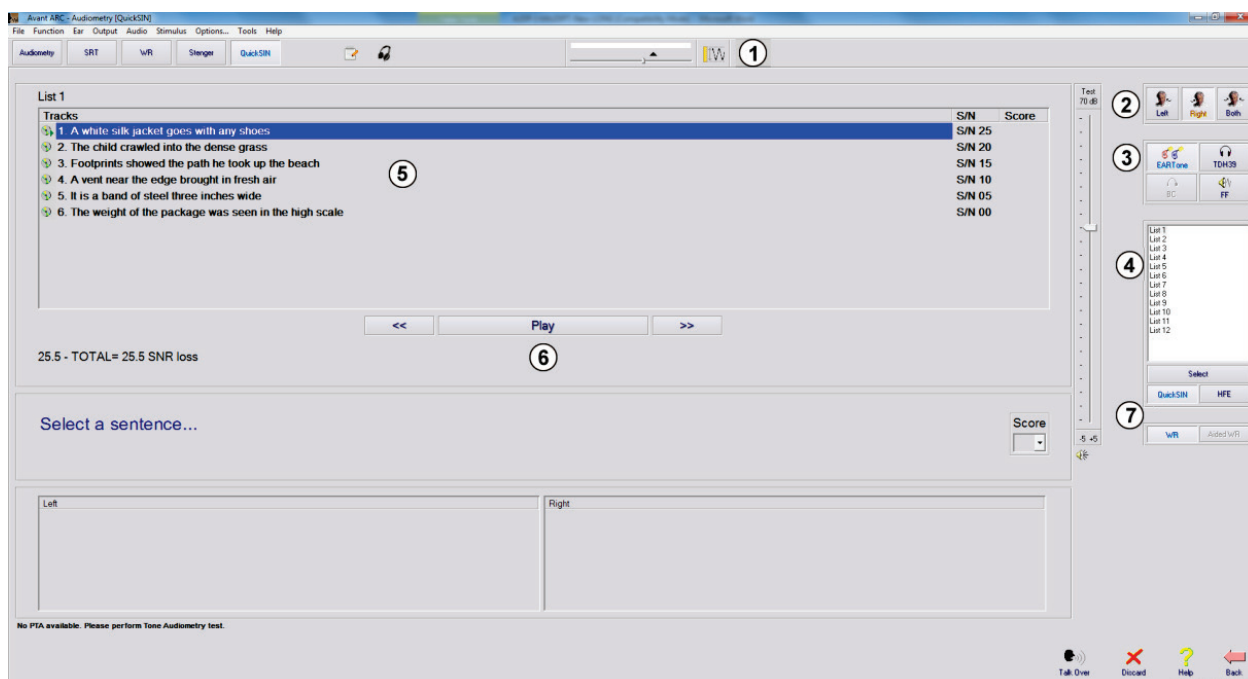 Avant ARC - Audiometry [QuickSIN]
File Function Ear Output Audio Stimulus Options... Tools Help
Audiometry SRT WR Stenger QuickSIN
1
List 1
Tracks S/N Score
1. A white silk jacket goes with any shoes S/N 25
2. The child crawled into the dense grass S/N 20
3. Footprints showed the path he took up the beach S/N 15
4. A vent near the edge brought in fresh air S/N 10
5. It is a band of steel three inches wide S/N 05
6. The weight of the package was seen in the high scale S/N 00
5
<< Play >>
6
25.5 - TOTAL= 25.5 SNR loss
Select a sentence...
Score
Left Right
No PTA available. Please perform Tone Audiometry test.
Test
70 dB
-5 +5
2
Left Right Both
3
EARTone TDH39
BC FF
4
List 1
List 2
List 3
List 4
List 5
List 6
List 7
List 8
List 9
List 10
List 11
List 12
Select
QuickSIN HFE
7
WR Aided WR
Talk Over Discard Help Back